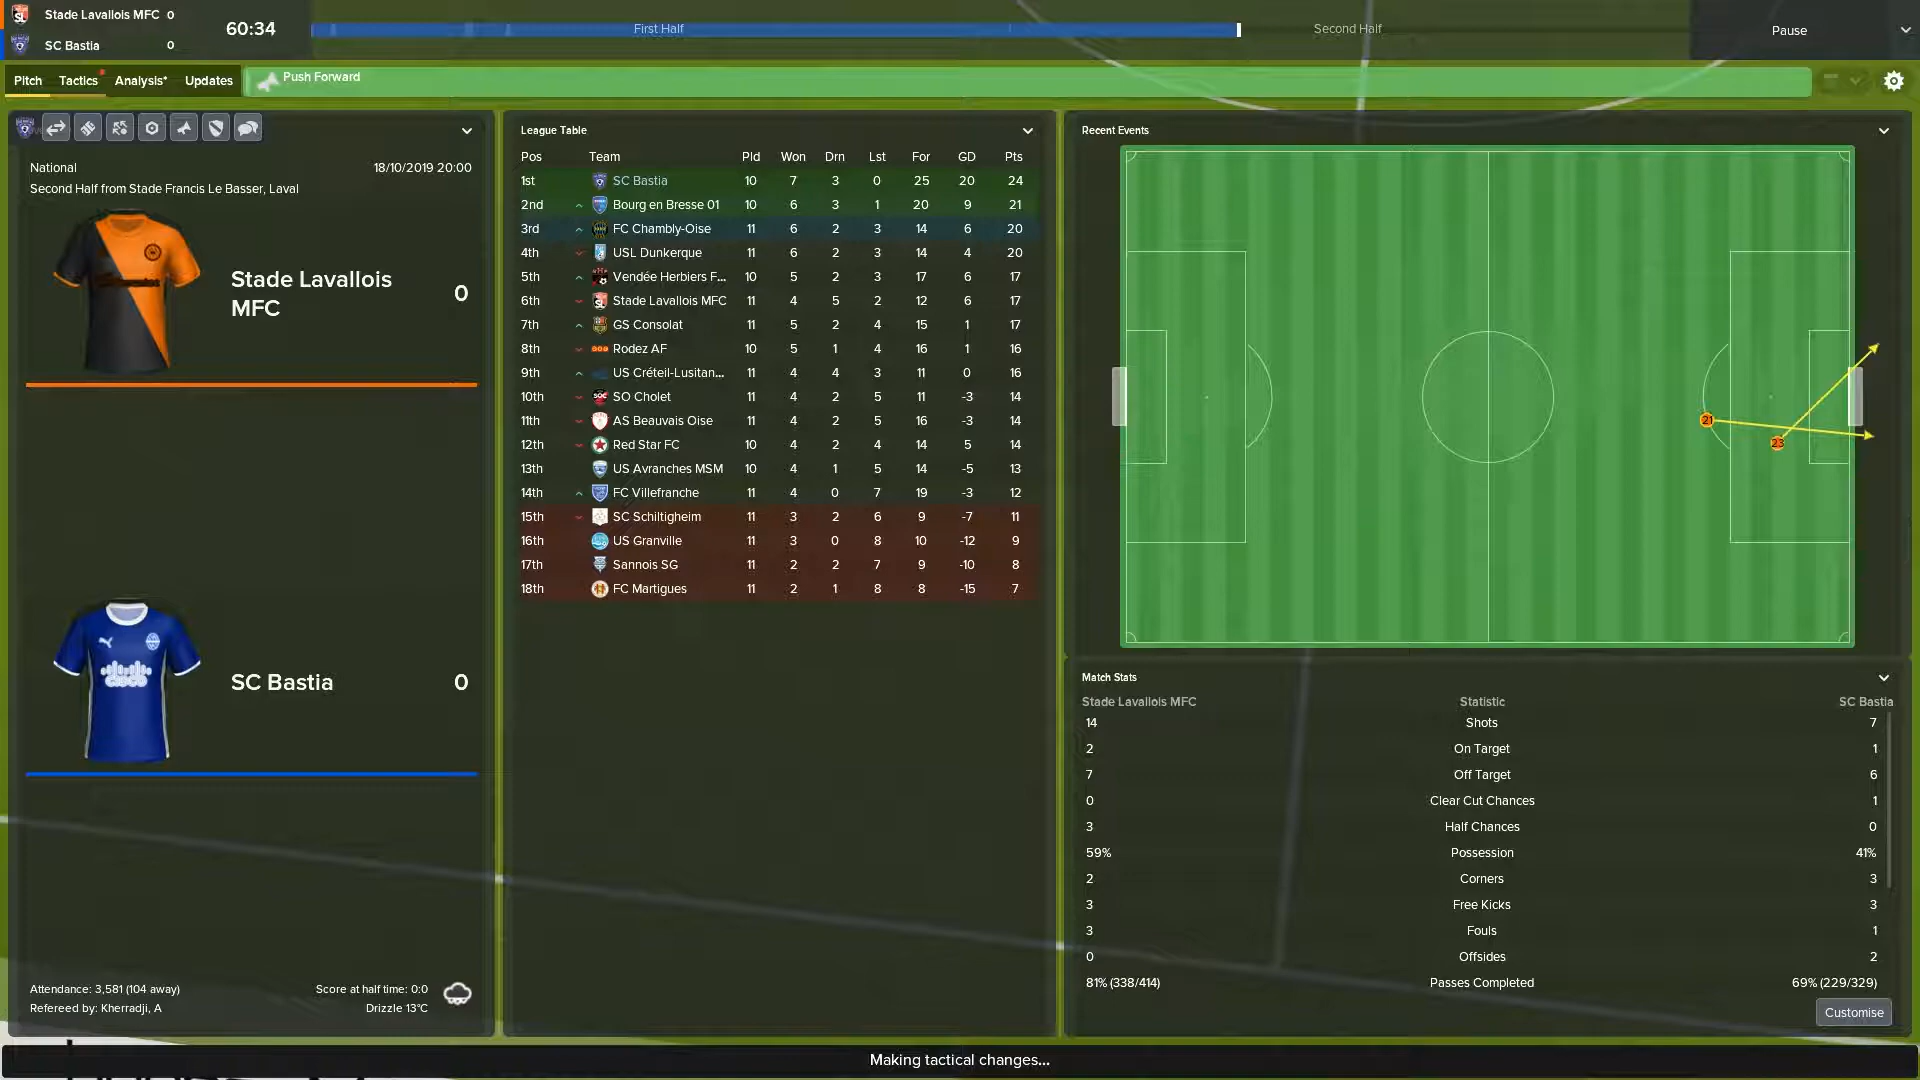 Stade Lavallois MFC 0
SC Bastia 0
60:34
First Half
Second Half
Pause
Pitch Tactics Analysis* Updates
Push Forward
National 18/10/2019 20:00
Second Half from Stade Francis Le Basser, Laval
Stade Lavallois MFC 0
SC Bastia 0
Attendance: 3,581 (104 away) Score at half time: 0:0
Refereed by: Kherradji, A Drizzle 13°C
League Table
Pos Team Pld Won Drn Lst For GD Pts
1st SC Bastia 10 7 3 0 25 20 24
2nd Bourg en Bresse 01 10 6 3 1 20 9 21
3rd FC Chambly-Oise 11 6 2 3 14 6 20
4th USL Dunkerque 11 6 2 3 14 4 20
5th Vendée Herbiers F... 10 5 2 3 17 6 17
6th Stade Lavallois MFC 11 4 5 2 12 6 17
7th GS Consolat 11 5 2 4 15 1 17
8th Rodez AF 10 5 1 4 16 1 16
9th US Créteil-Lusitan... 11 4 4 3 11 0 16
10th SO Cholet 11 4 2 5 11 -3 14
11th AS Beauvais Oise 11 4 2 5 16 -3 14
12th Red Star FC 10 4 2 4 14 5 14
13th US Avranches MSM 10 4 1 5 14 -5 13
14th FC Villefranche 11 4 0 7 19 -3 12
15th SC Schiltigheim 11 3 2 6 9 -7 11
16th US Granville 11 3 0 8 10 -12 9
17th Sannois SG 11 2 2 7 9 -10 8
18th FC Martigues 11 2 1 8 8 -15 7
Recent Events
21
23
Match Stats
Stade Lavallois MFC Statistic SC Bastia
14 Shots 7
2 On Target 1
7 Off Target 6
0 Clear Cut Chances 1
3 Half Chances 0
59% Possession 41%
2 Corners 3
3 Free Kicks 3
3 Fouls 1
0 Offsides 2
81% (338/414) Passes Completed 69% (229/329)
Customise
Making tactical changes...